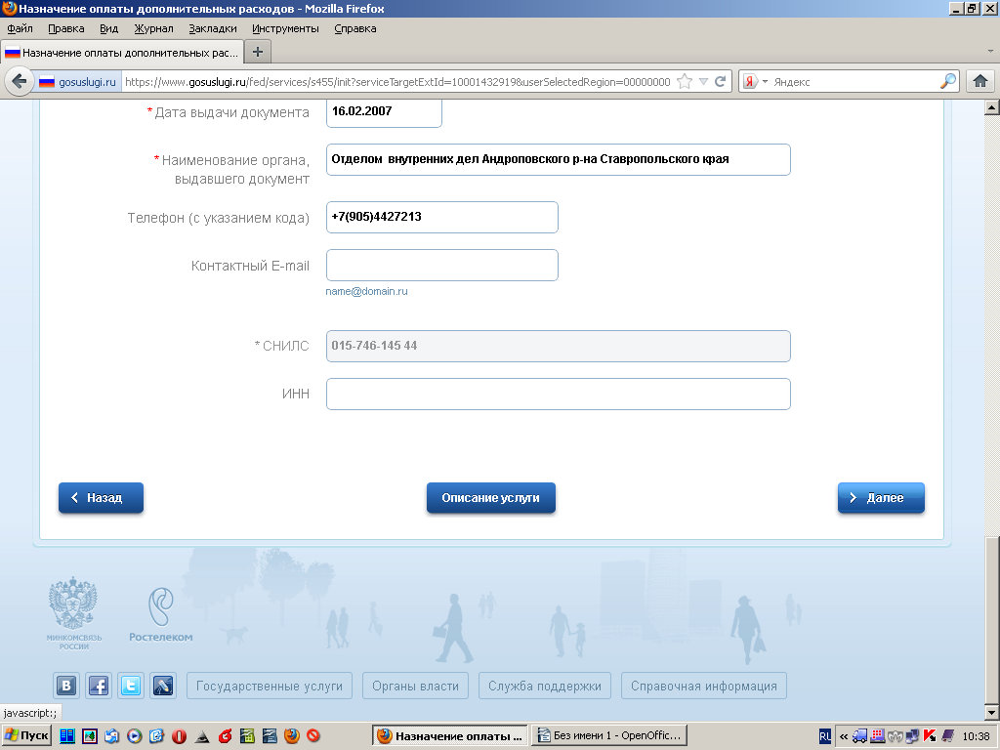 Назначение оплаты дополнительных расходов - Mozilla Firefox
Файл Правка Вид Журнал Закладки Инструменты Справка
Назначение оплаты дополнительных рас...
gosuslugi.ru https://www.gosuslugi.ru/fed/services/s455/init?serviceTargetExtId=10001432919&userSelectedRegion=00000000 Яндекс
* Дата выдачи документа 16.02.2007
* Наименование органа, выдавшего документ Отделом внутренних дел Андроповского р-на Ставропольского края
Телефон (с указанием кода) +7(905)4427213
Контактный E-mail
name@domain.ru
* СНИЛС 015-746-145 44
ИНН
Назад Описание услуги Далее
МИНКОМСВЯЗЬ РОССИИ
Ростелеком
Государственные услуги Органы власти Служба поддержки Справочная информация
javascript:;
Пуск Назначение оплаты ... Без имени 1 - OpenOffic... RL 10:38